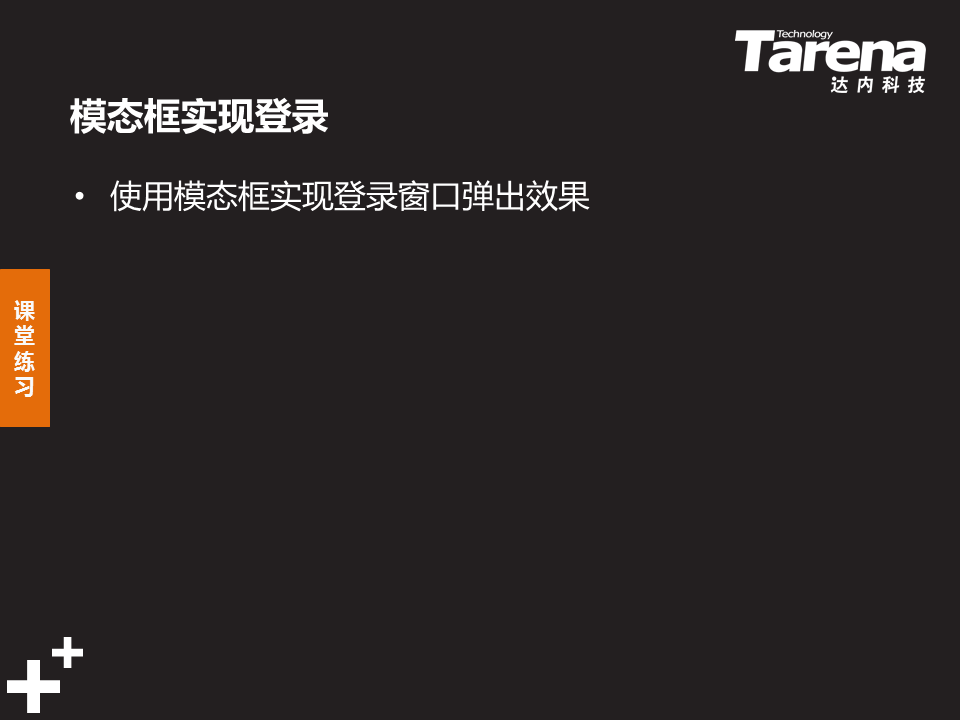 Technology
Tarena
达内科技
模态框实现登录
• 使用模态框实现登录窗口弹出效果
课
堂
练
习